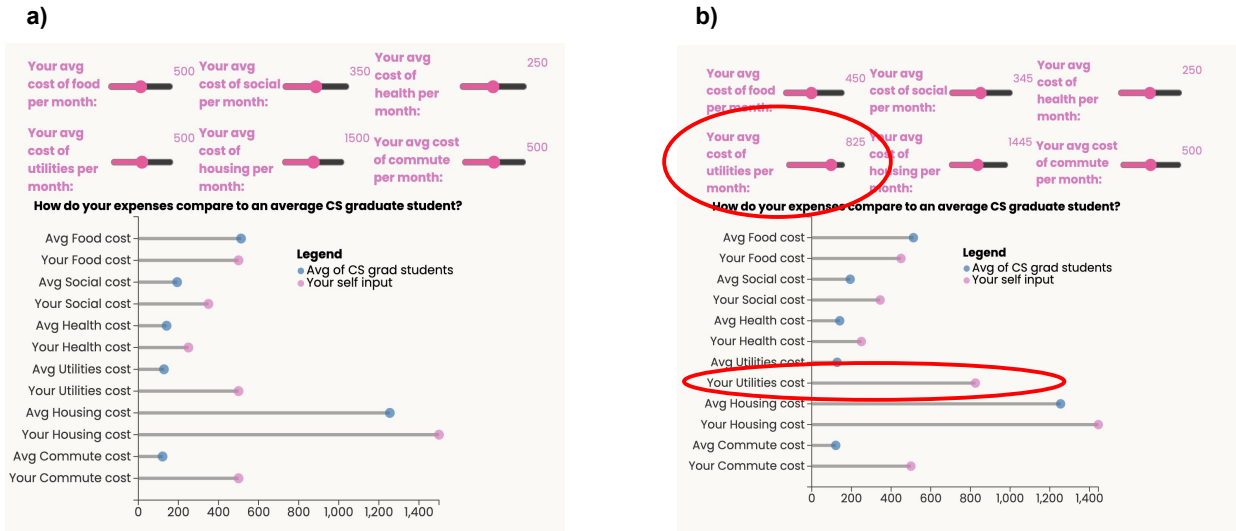 a)
Your avg
cost of food
per month:
500
Your avg
cost of social
per month:
350
Your avg
cost of
health per
month:
250
Your avg
cost of
utilities per
month:
500
Your avg
cost of
housing per
month:
1500
Your avg cost
of commute
per month:
500
How do your expenses compare to an average CS graduate student?
Avg Food cost
Your Food cost
Avg Social cost
Your Social cost
Avg Health cost
Your Health cost
Avg Utilities cost
Your Utilities cost
Avg Housing cost
Your Housing cost
Avg Commute cost
Your Commute cost
Legend
Avg of CS grad students
Your self input
0 200 400 600 800 1,000 1,200 1,400
b)
Your avg
cost of food
per month:
450
Your avg
cost of social
per month:
345
Your avg
cost of
health per
month:
250
Your avg
cost of
utilities per
month:
825
Your avg
cost of
housing per
month:
1445
Your avg cost
of commute
per month:
500
How do your expenses compare to an average CS graduate student?
Avg Food cost
Your Food cost
Avg Social cost
Your Social cost
Avg Health cost
Your Health cost
Avg Utilities cost
Your Utilities cost
Avg Housing cost
Your Housing cost
Avg Commute cost
Your Commute cost
Legend
Avg of CS grad students
Your self input
0 200 400 600 800 1,000 1,200 1,400